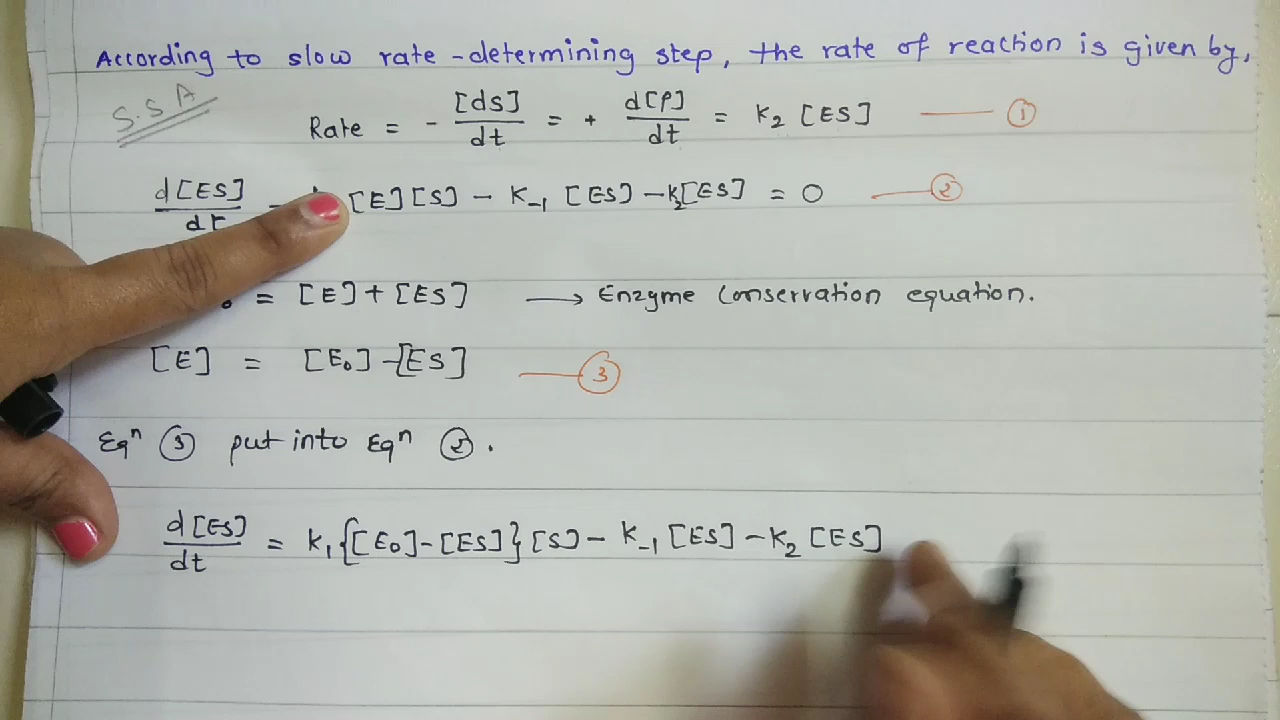 According to slow rate-determining step, the rate of reaction is given by,
S.S.A
Rate = - [ds]/dt = + d[P]/dt = K₂ [ES] —— ①
d[ES]/dt [E][S] - K₋₁ [ES] - K₂[ES] = 0 —— ②
₀ = [E] + [ES] → Enzyme conservation equation.
[E] = [E₀] - [ES] —— ③
Eqⁿ ③ put into Eqⁿ ②.
d[ES]/dt = K₁{[E₀]-[ES]}[S] - K₋₁[ES] - K₂[ES]